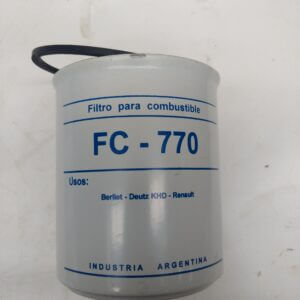 Filtro para combustible
FC - 770
Usos:
Berliet - Deutz KHD - Renault
INDUSTRIA ARGENTINA